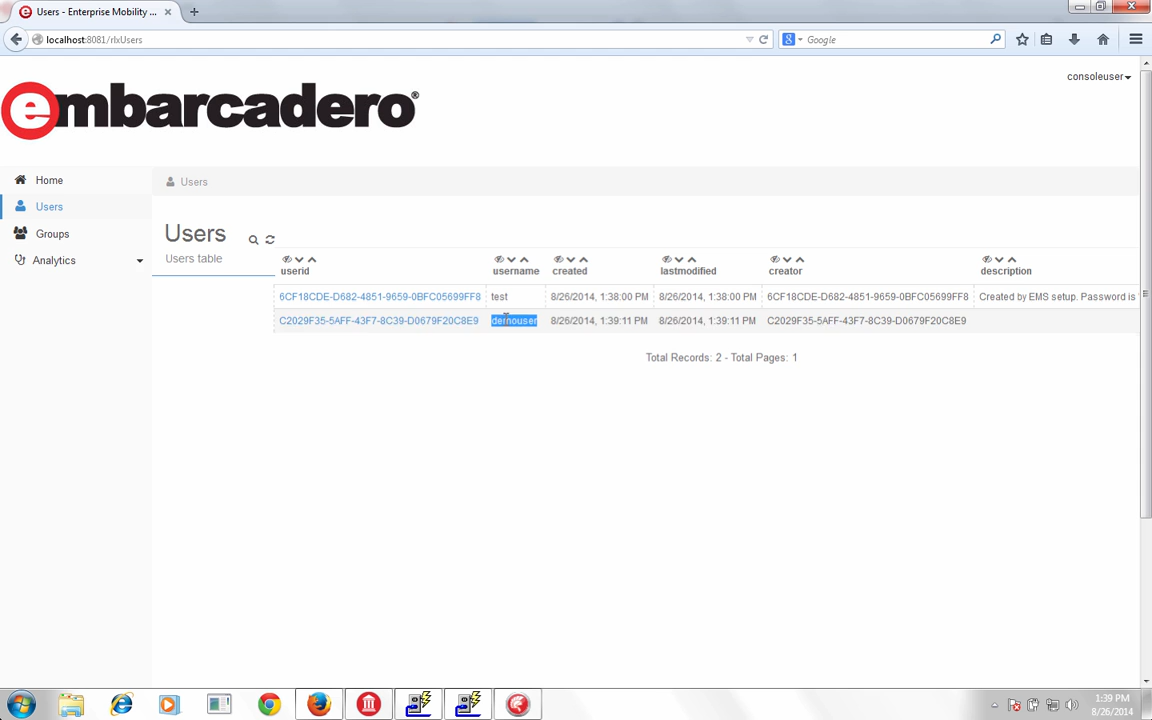 Users - Enterprise Mobility ...
localhost:8081/rlxUsers
Google
consoleuser
embarcadero®
Home
Users
Users
Groups
Analytics
Users
Users table
userid username created lastmodified creator description
6CF18CDE-D682-4851-9659-0BFC05699FF8 test 8/26/2014, 1:38:00 PM 8/26/2014, 1:38:00 PM 6CF18CDE-D682-4851-9659-0BFC05699FF8 Created by EMS setup. Password is
C2029F35-5AFF-43F7-8C39-D0679F20C8E9 demouser 8/26/2014, 1:39:11 PM 8/26/2014, 1:39:11 PM C2029F35-5AFF-43F7-8C39-D0679F20C8E9
Total Records: 2 - Total Pages: 1
1:39 PM
8/26/2014